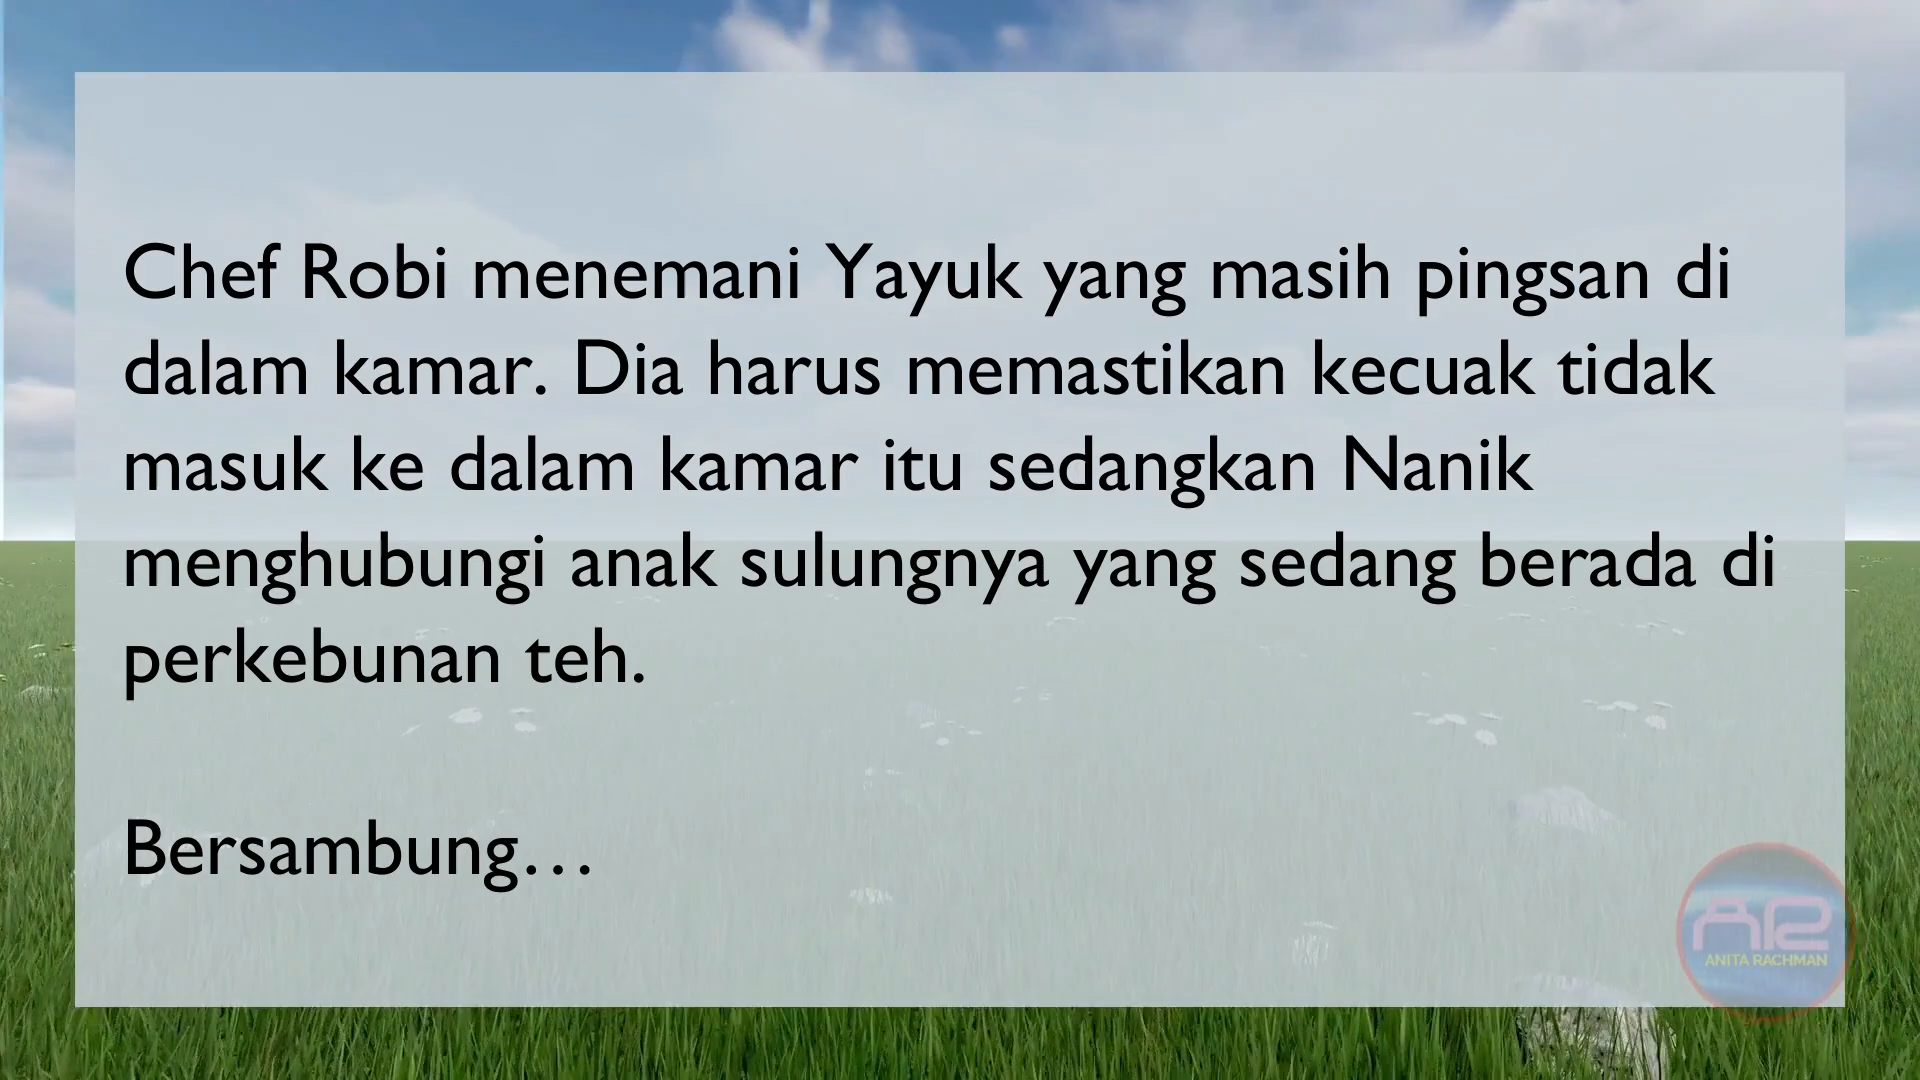 Chef Robi menemani Yayuk yang masih pingsan di
dalam kamar. Dia harus memastikan kecuak tidak
masuk ke dalam kamar itu sedangkan Nanik
menghubungi anak sulungnya yang sedang berada di
perkebunan teh.
Bersambung...
AR
ANITA RACHMAN